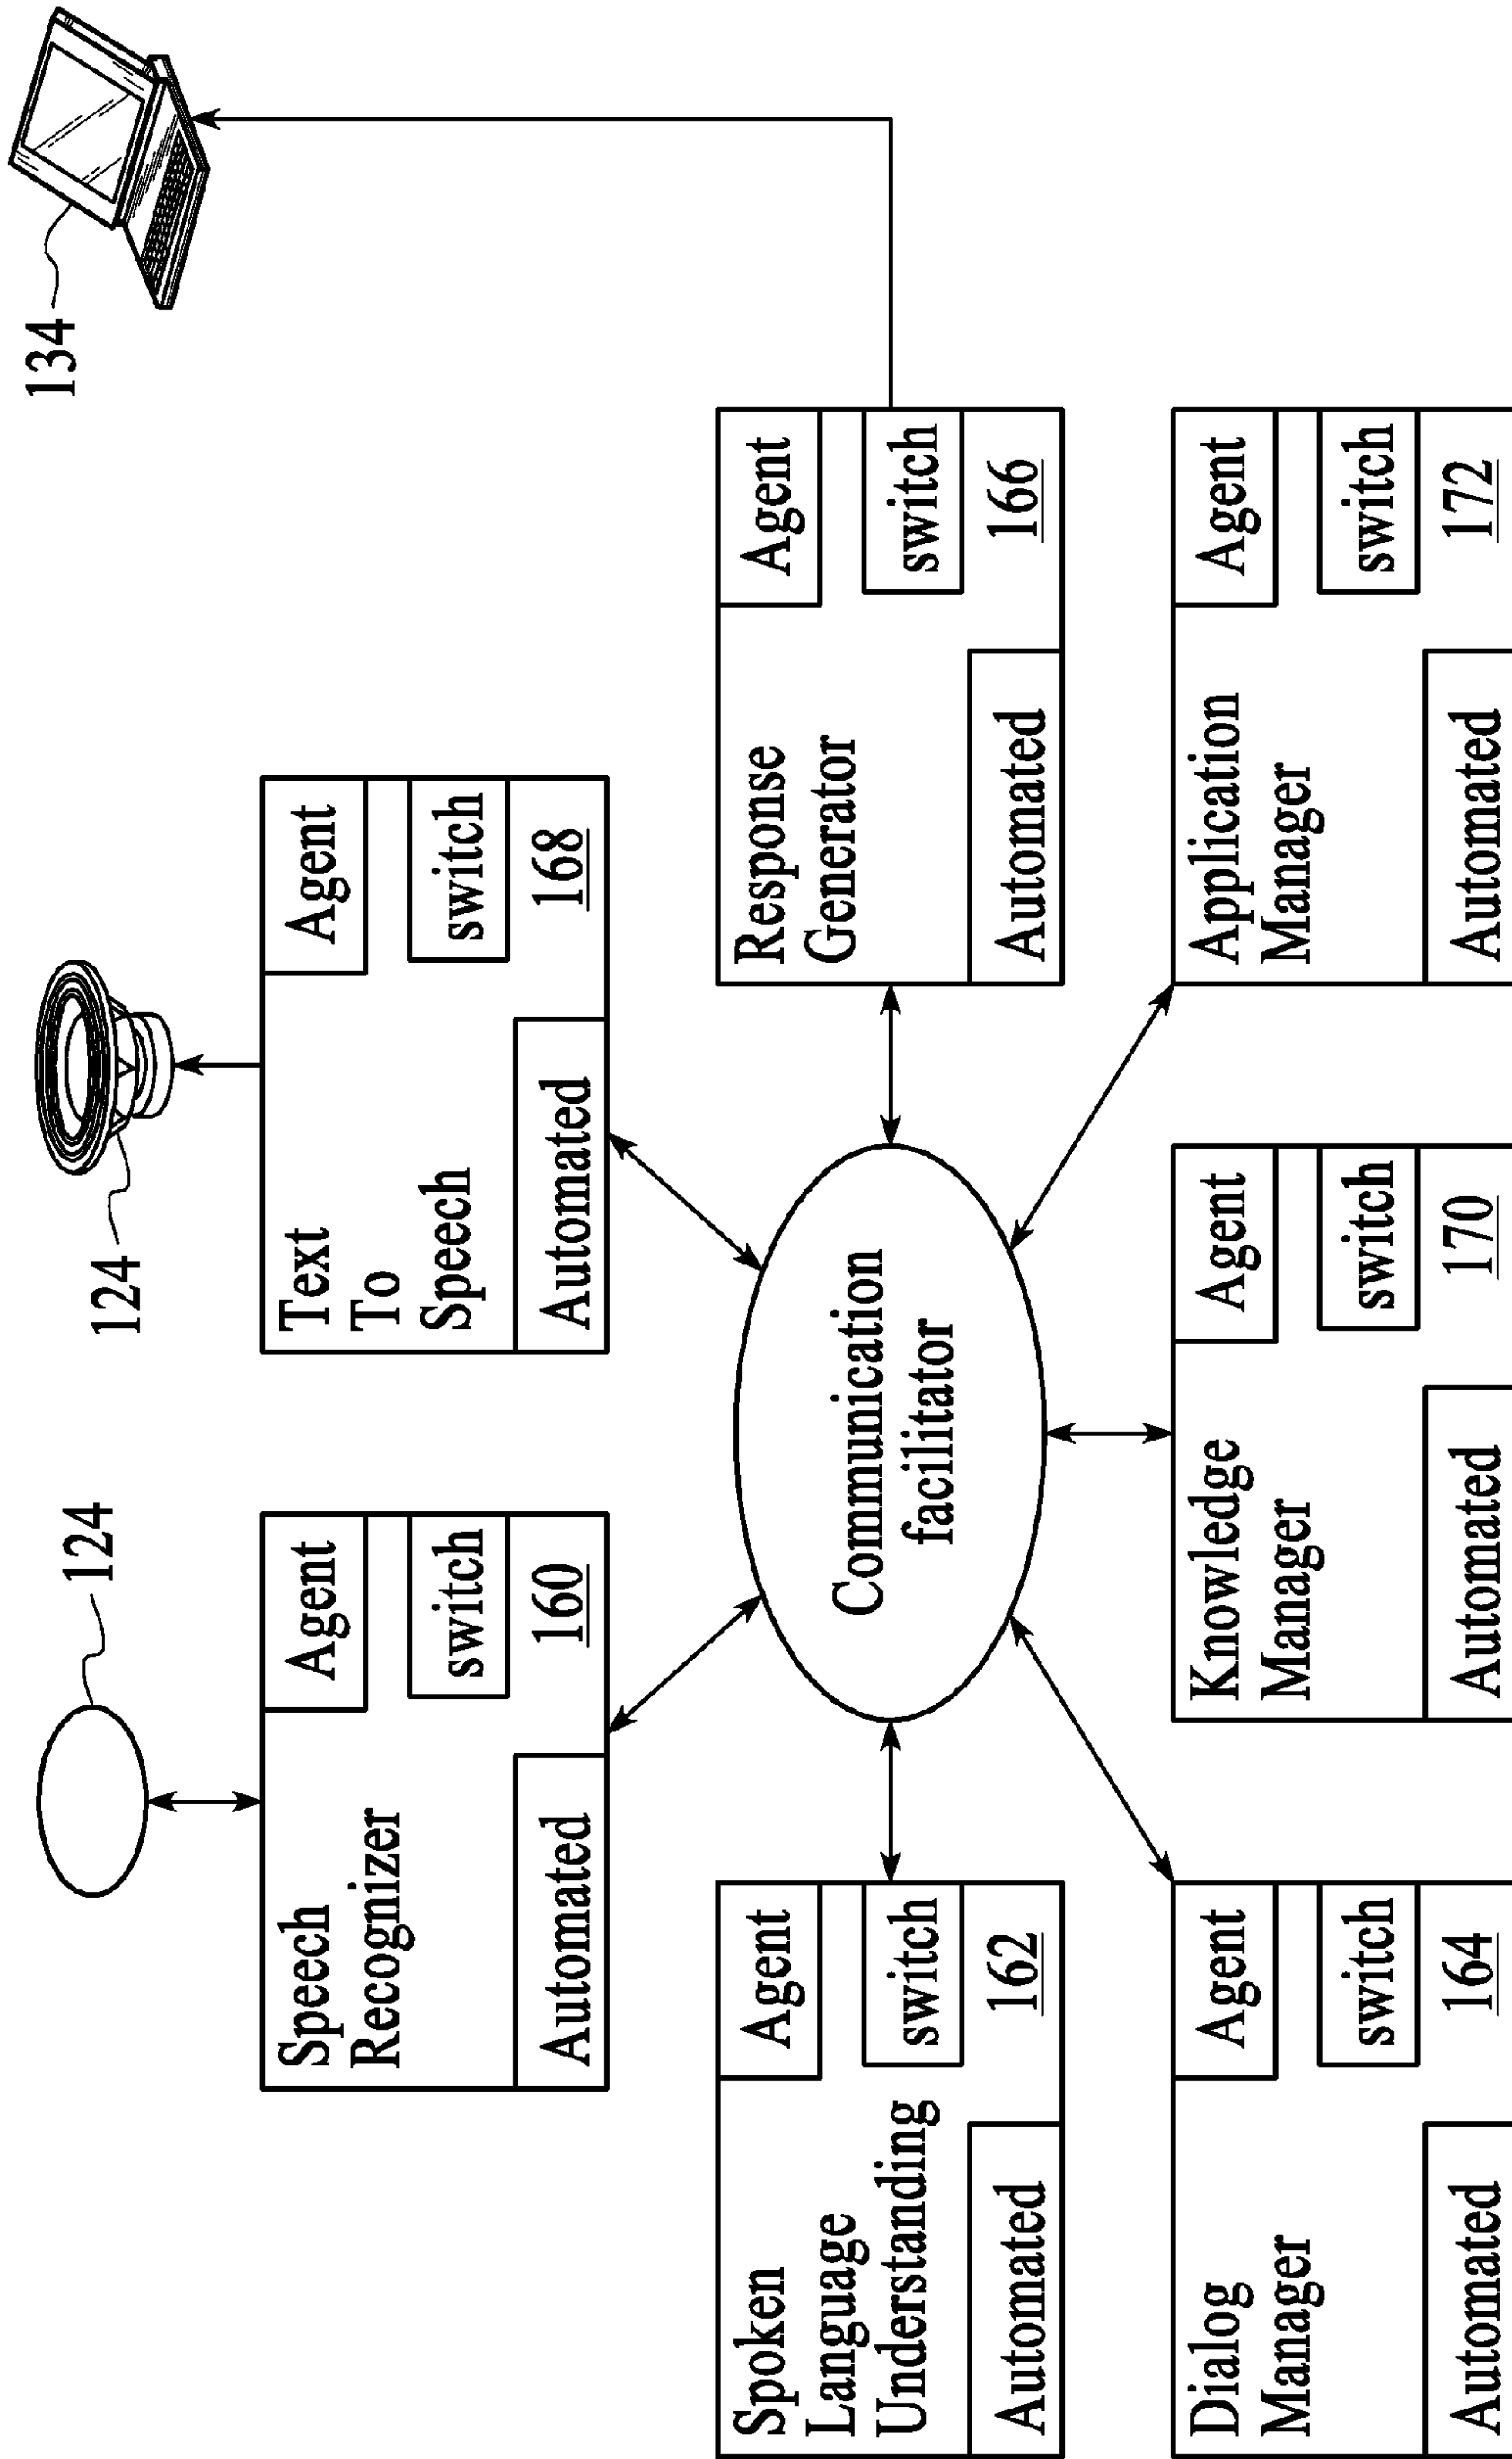 124
124
134
Speech
Recognizer
Agent
switch
Automated
160
Text
To
Speech
Agent
switch
Automated
168
Spoken
Language
Understanding
Agent
switch
Automated
162
Communication
facilitator
Response
Generator
Agent
switch
Automated
166
Dialog
Manager
Agent
switch
Automated
164
Knowledge
Manager
Agent
switch
Automated
170
Application
Manager
Agent
switch
Automated
172